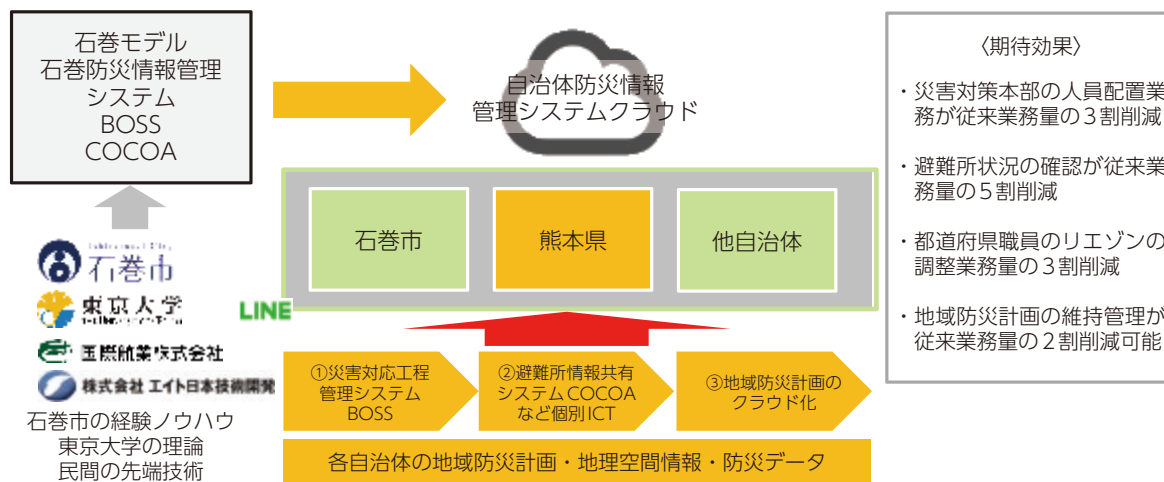 石巻モデル
石巻防災情報管理
システム
BOSS
COCOA
石巻市
東京大学
国際航業株式会社
株式会社 エイト日本技術開発
石巻市の経験ノウハウ
東京大学の理論
民間の先端技術
自治体防災情報
管理システムクラウド
石巻市
熊本県
他自治体
LINE
①災害対応工程
管理システム
BOSS
②避難所情報共有
システム COCOA
など個別ICT
③地域防災計画の
クラウド化
各自治体の地域防災計画・地理空間情報・防災データ
〈期待効果〉
・災害対策本部の人員配置業
務が従来業務量の３割削減
・避難所状況の確認が従来業
務量の５割削減
・都道府県職員のリエゾンの
調整業務量の３割削減
・地域防災計画の維持管理が
従来業務量の２割削減可能